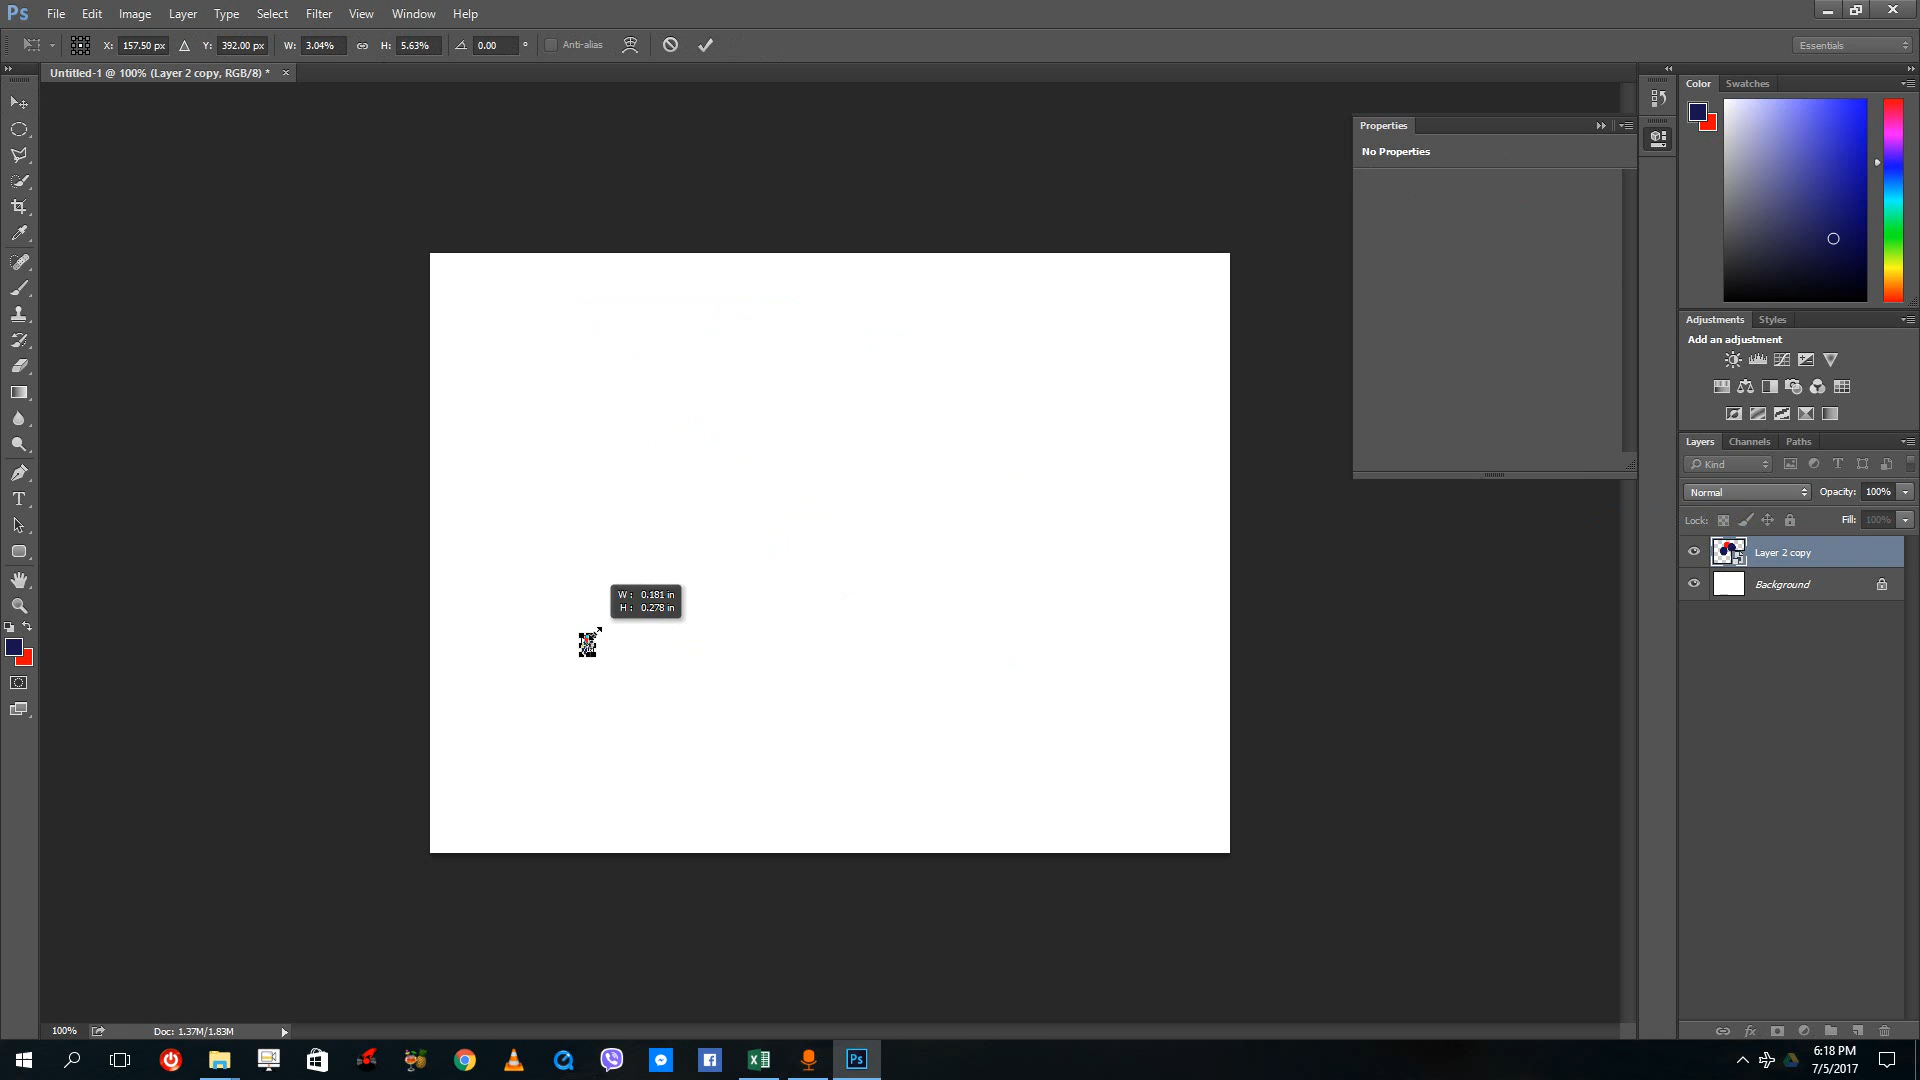 Ps File Edit Image Layer Type Select Filter View Window Help
X: 157.50 px Y: 392.00 px W: 3.04% H: 5.63% 0.00 ° Anti-alias Essentials
Untitled-1 @ 100% (Layer 2 copy, RGB/8) * ×
Color Swatches
Properties
No Properties
Adjustments Styles
Add an adjustment
Layers Channels Paths
Kind
Normal Opacity: 100%
Lock: Fill: 100%
Layer 2 copy
Background
W : 0.181 in
H : 0.278 in
100% Doc: 1.37M/1.83M
Ps
6:18 PM
7/5/2017